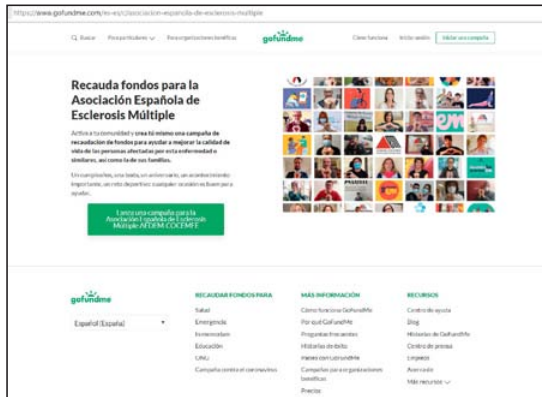 https://www.gofundme.com/es-es/c/asociacion-espanola-de-esclerosis-multiple
Buscar Para particulares Para organizaciones benéficas gofundme Cómo funciona Iniciar sesión Iniciar una campaña
Recauda fondos para la
Asociación Española de
Esclerosis Múltiple
Activa a tu comunidad y crea tú mismo una campaña de
recaudación de fondos para ayudar a mejorar la calidad de
vida de las personas afectadas por esta enfermedad o
similares, así como la de sus familias.
Un cumpleaños, una boda, un aniversario, un acontecimiento
importante, un reto deportivo: cualquier ocasión es buena para
ayudar.
Lanza una campaña para la
Asociación Española de Esclerosis
Múltiple AEDEM-COCEMFE
gofundme
Español (España)
RECAUDAR FONDOS PARA
Salud
Emergencia
In memoriam
Educación
ONG
Campaña contra el coronavirus
MÁS INFORMACIÓN
Cómo funciona GoFundMe
Por qué GoFundMe
Preguntas frecuentes
Historias de éxito
Países con GoFundMe
Campañas para organizaciones
benéficas
Precios
RECURSOS
Centro de ayuda
Blog
Historias de GoFundMe
Centro de prensa
Empleos
Acerca de
Más recursos